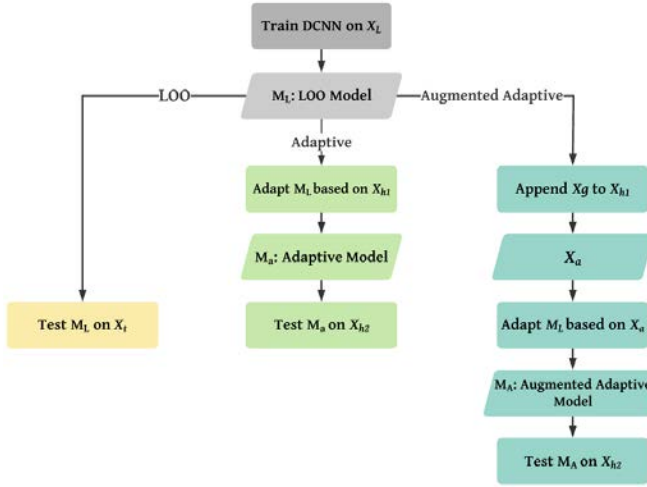 Train DCNN on X_L
M_L: LOO Model
LOO
Augmented Adaptive
Adaptive
Adapt M_L based on X_h1
Append Xg to X_h1
M_a: Adaptive Model
X_a
Test M_L on X_t
Test M_a on X_h2
Adapt M_L based on X_a
M_A: Augmented Adaptive
Model
Test M_A on X_h2